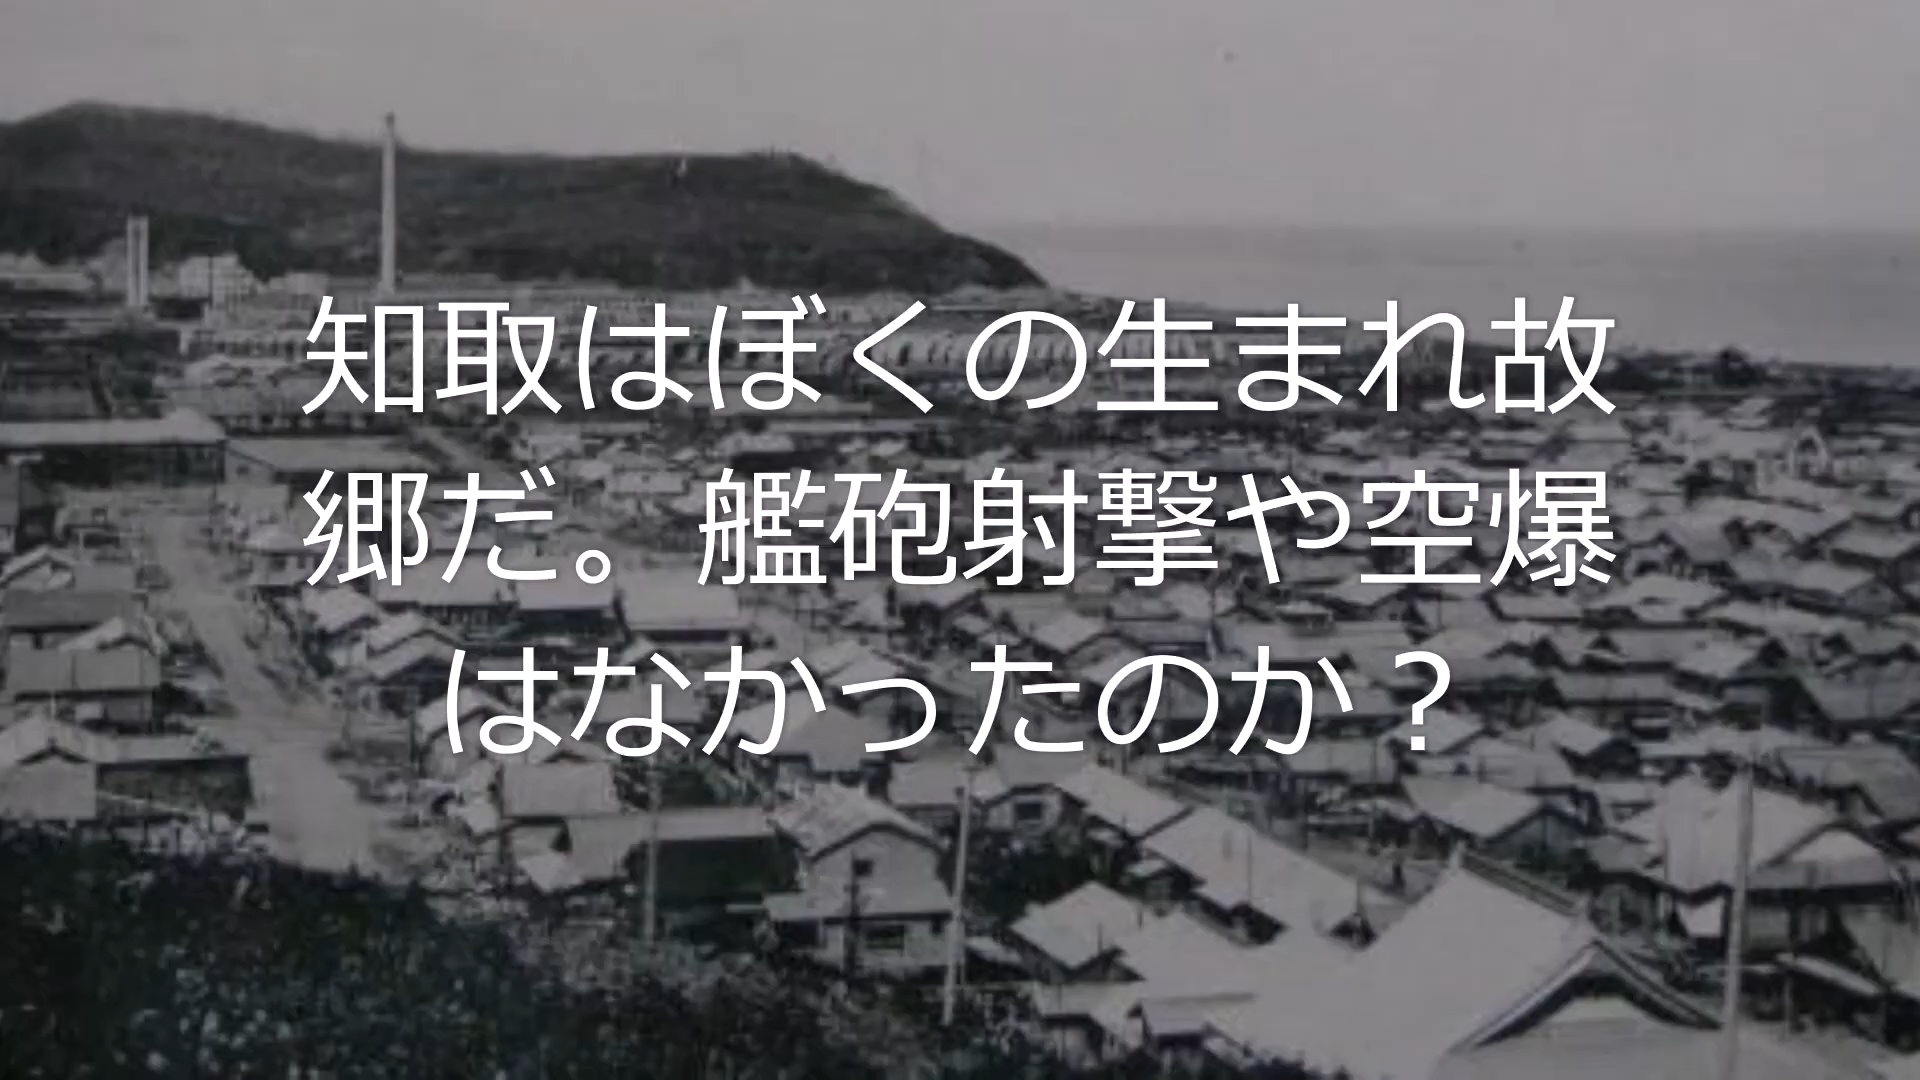 知取はぼくの生まれ故
郷だ。艦砲射撃や空爆
はなかったのか？